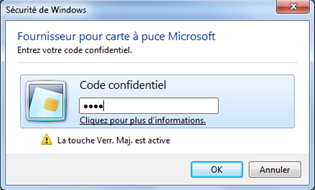 Sécurité de Windows
Fournisseur pour carte à puce Microsoft
Entrez votre code confidentiel.
Code confidentiel
••••
Cliquez pour plus d'informations.
La touche Verr. Maj. est active
OK
Annuler